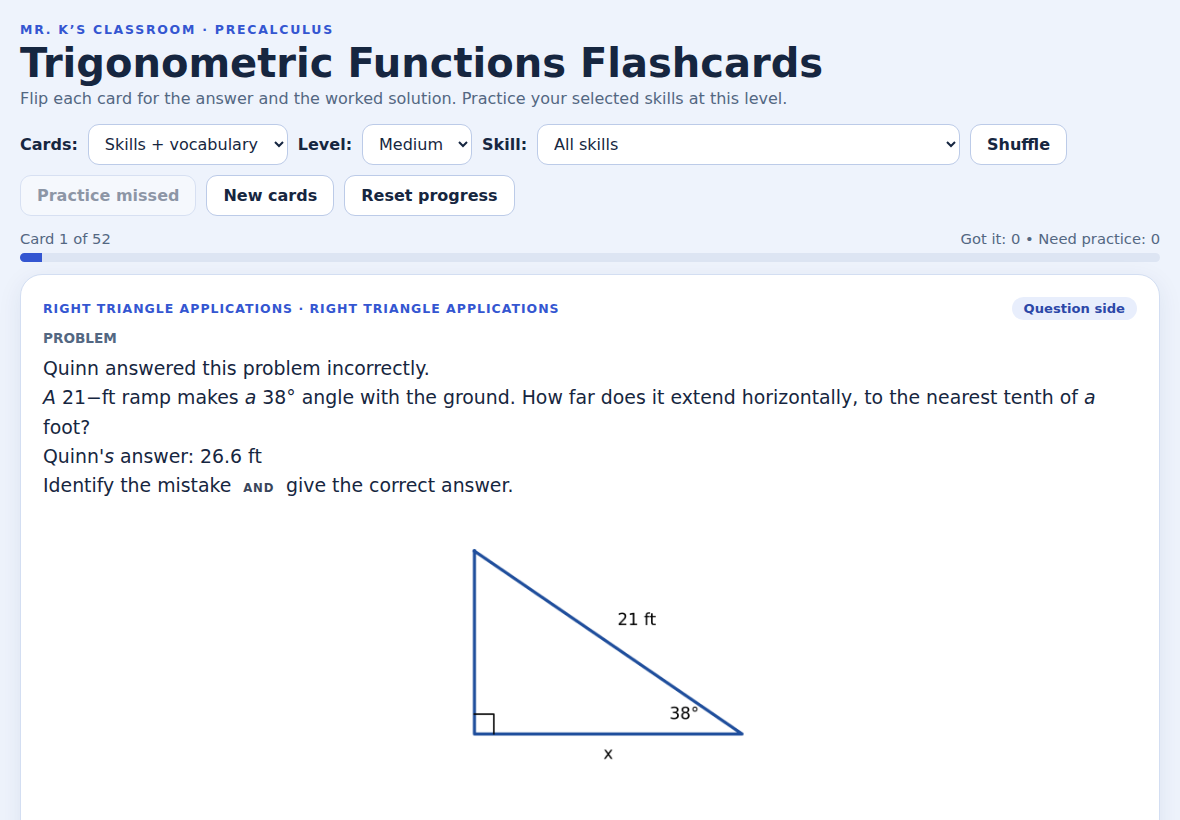 MR. K’S CLASSROOM · PRECALCULUS
Trigonometric Functions Flashcards
Flip each card for the answer and the worked solution. Practice your selected skills at this level.
Cards: Skills + vocabulary Level: Medium Skill: All skills Shuffle
Practice missed New cards Reset progress
Card 1 of 52 Got it: 0 • Need practice: 0
RIGHT TRIANGLE APPLICATIONS · RIGHT TRIANGLE APPLICATIONS Question side
PROBLEM
Quinn answered this problem incorrectly.
A 21−ft ramp makes a 38° angle with the ground. How far does it extend horizontally, to the nearest tenth of a
foot?
Quinn's answer: 26.6 ft
Identify the mistake AND give the correct answer.
21 ft
38°
x